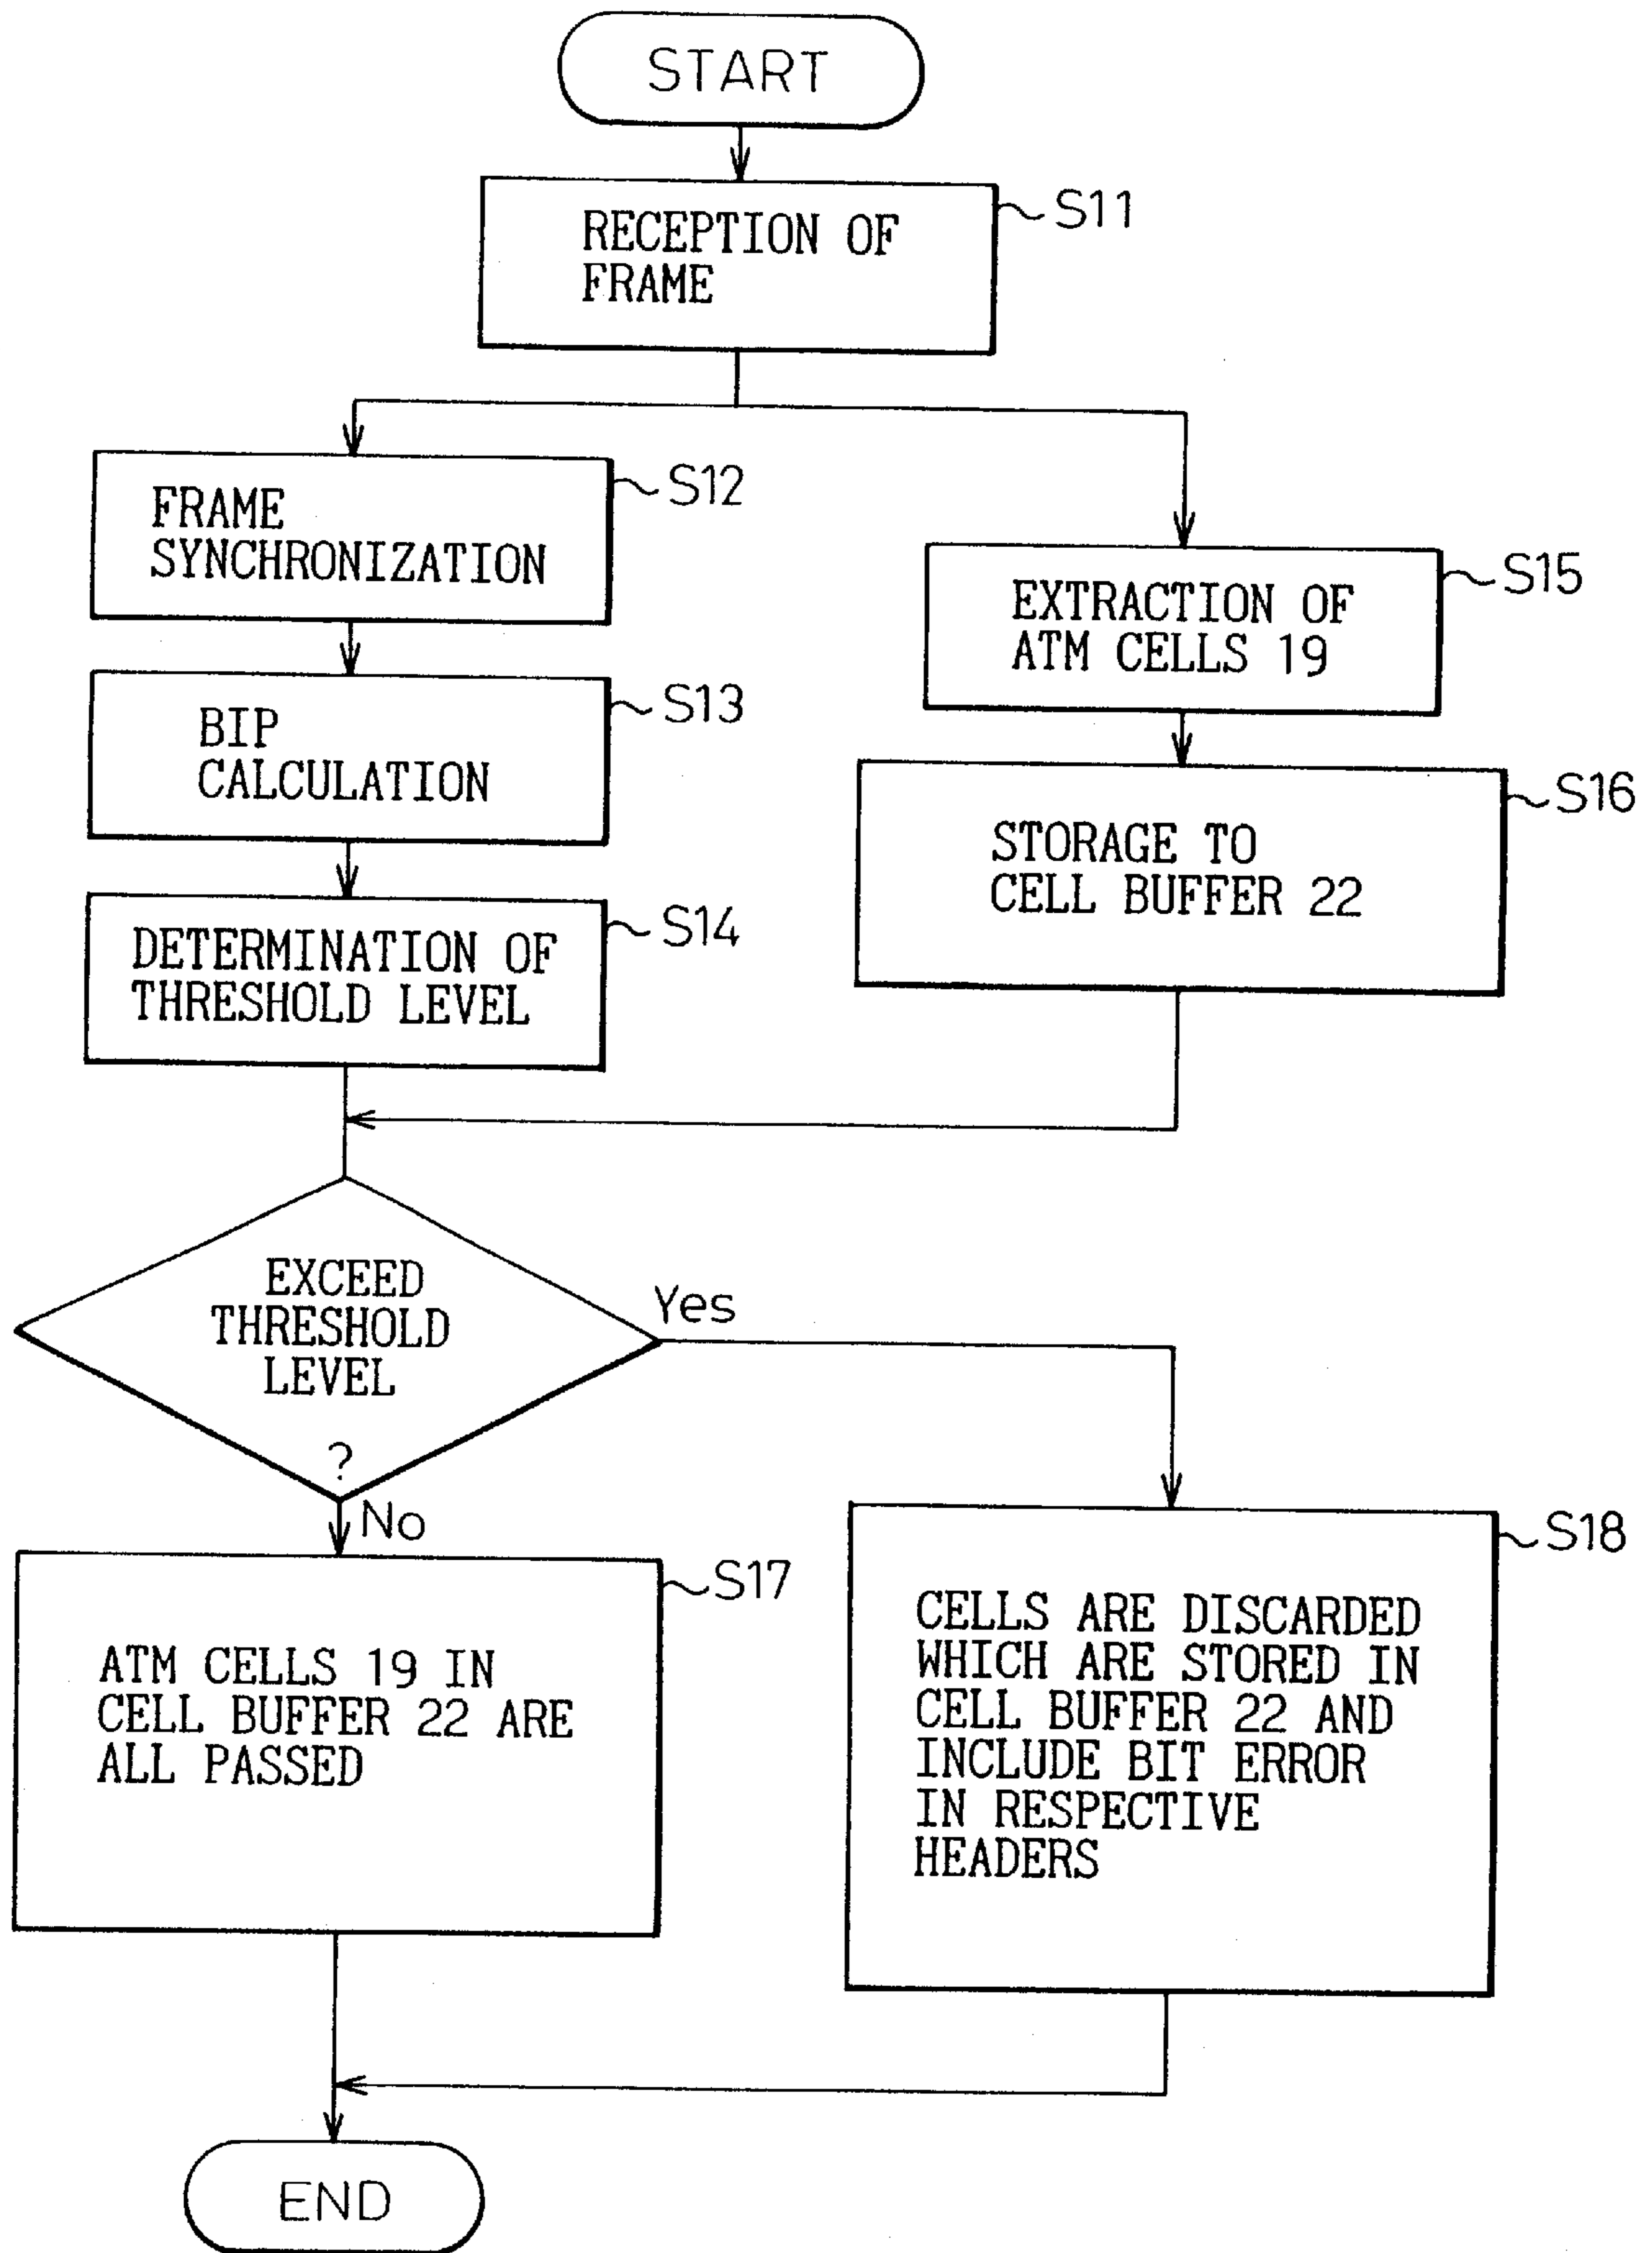 START
RECEPTION OF
FRAME
S11
FRAME
SYNCHRONIZATION
S12
BIP
CALCULATION
S13
DETERMINATION OF
THRESHOLD LEVEL
S14
EXTRACTION OF
ATM CELLS 19
S15
STORAGE TO
CELL BUFFER 22
S16
EXCEED
THRESHOLD
LEVEL
?
Yes
No
ATM CELLS 19 IN
CELL BUFFER 22 ARE
ALL PASSED
S17
CELLS ARE DISCARDED
WHICH ARE STORED IN
CELL BUFFER 22 AND
INCLUDE BIT ERROR
IN RESPECTIVE
HEADERS
S18
END